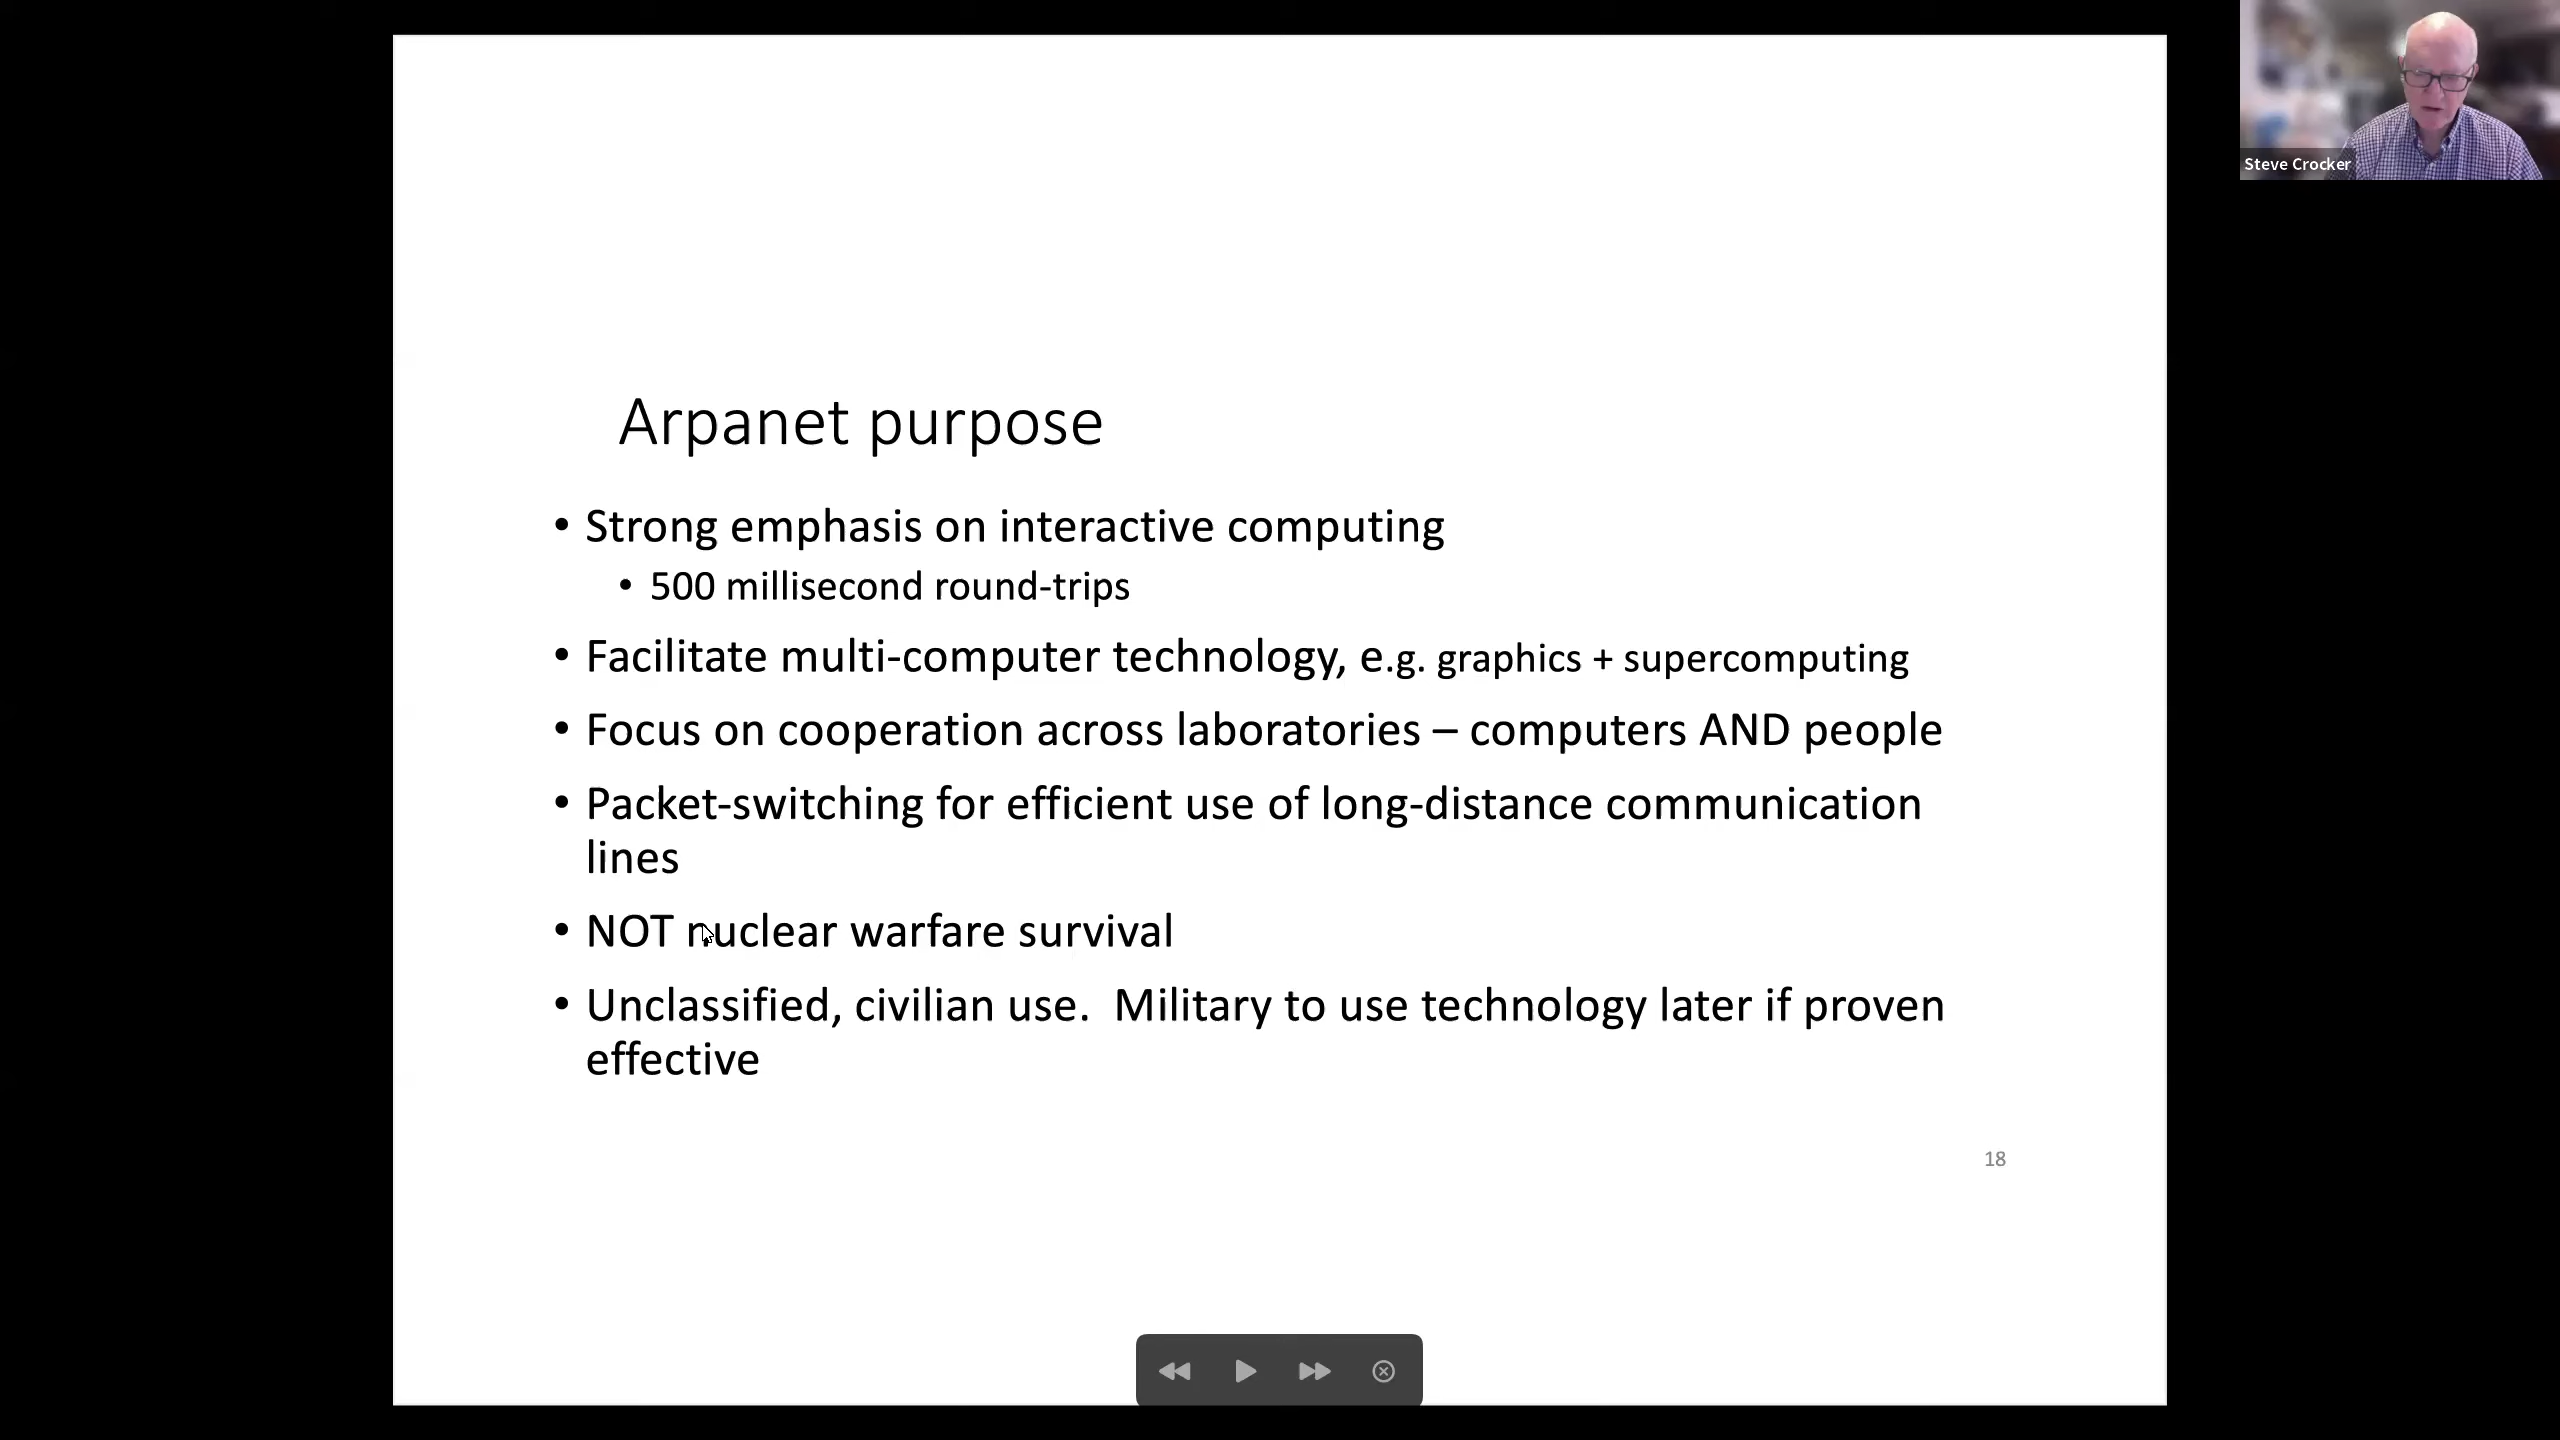 Steve Crocker
Arpanet purpose
• Strong emphasis on interactive computing
• 500 millisecond round-trips
• Facilitate multi-computer technology, e.g. graphics + supercomputing
• Focus on cooperation across laboratories – computers AND people
• Packet-switching for efficient use of long-distance communication
lines
• NOT nuclear warfare survival
• Unclassified, civilian use.  Military to use technology later if proven
effective
18